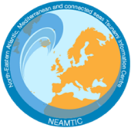 North-Eastern Atlantic, Mediterranean and connected seas Tsunami Information Centre
NEAMTIC